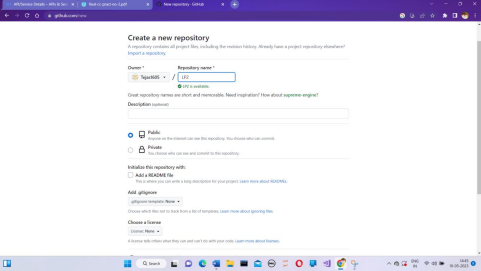 New repository · GitHub
github.com/new
Create a new repository
A repository contains all project files, including the revision history. Already have a project repository elsewhere?
Import a repository.
Owner *
Repository name *
Tejas1605 / LP2
LP2 is available.
Great repository names are short and memorable. Need inspiration? How about supreme-engine?
Description (optional)
Public
Anyone on the internet can see this repository. You choose who can commit.
Private
You choose who can see and commit to this repository.
Initialize this repository with:
Add a README file
This is where you can write a long description for your project. Learn more about READMEs.
Add .gitignore
.gitignore template: None
Choose which files not to track from a list of templates. Learn more about ignoring files.
Choose a license
License: None
A license tells others what they can and can't do with your code. Learn more about licenses.
Search
ENG
IN